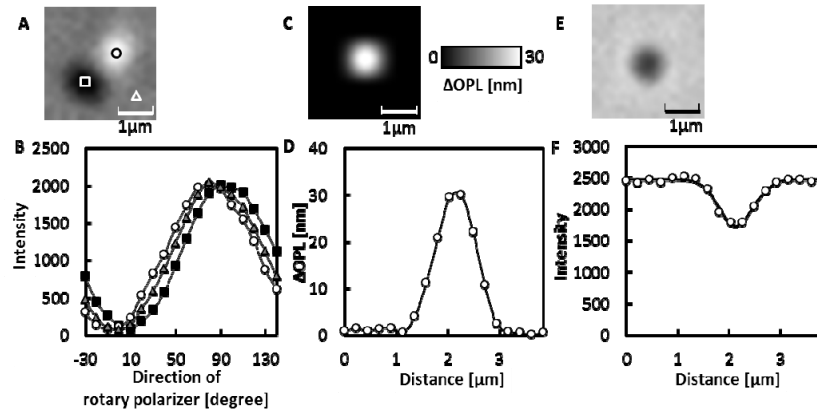 A
1μm
C
0
30
ΔOPL [nm]
1μm
E
1μm
B
2500
2000
1500
1000
500
0
-30
10
50
90
130
Intensity
Direction of
rotary polarizer [degree]
D
40
30
20
10
0
0
1
2
3
ΔOPL [nm]
Distance [μm]
F
3000
2500
2000
1500
1000
500
0
0
1
2
3
Intensity
Distance [μm]